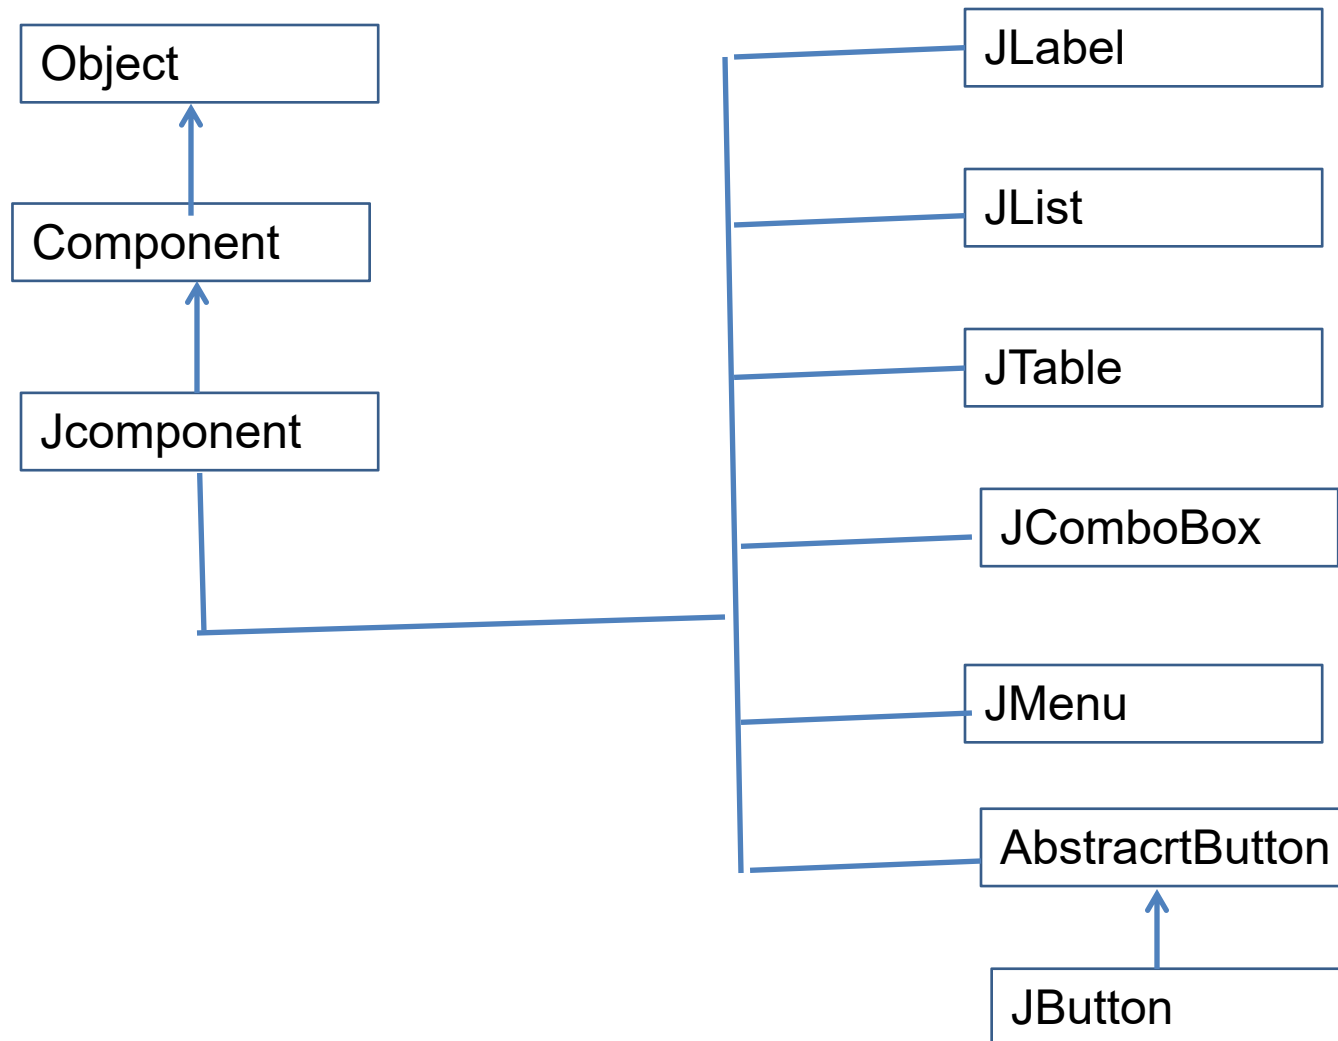 Object
Component
Jcomponent
JLabel
JList
JTable
JComboBox
JMenu
AbstracrtButton
JButton